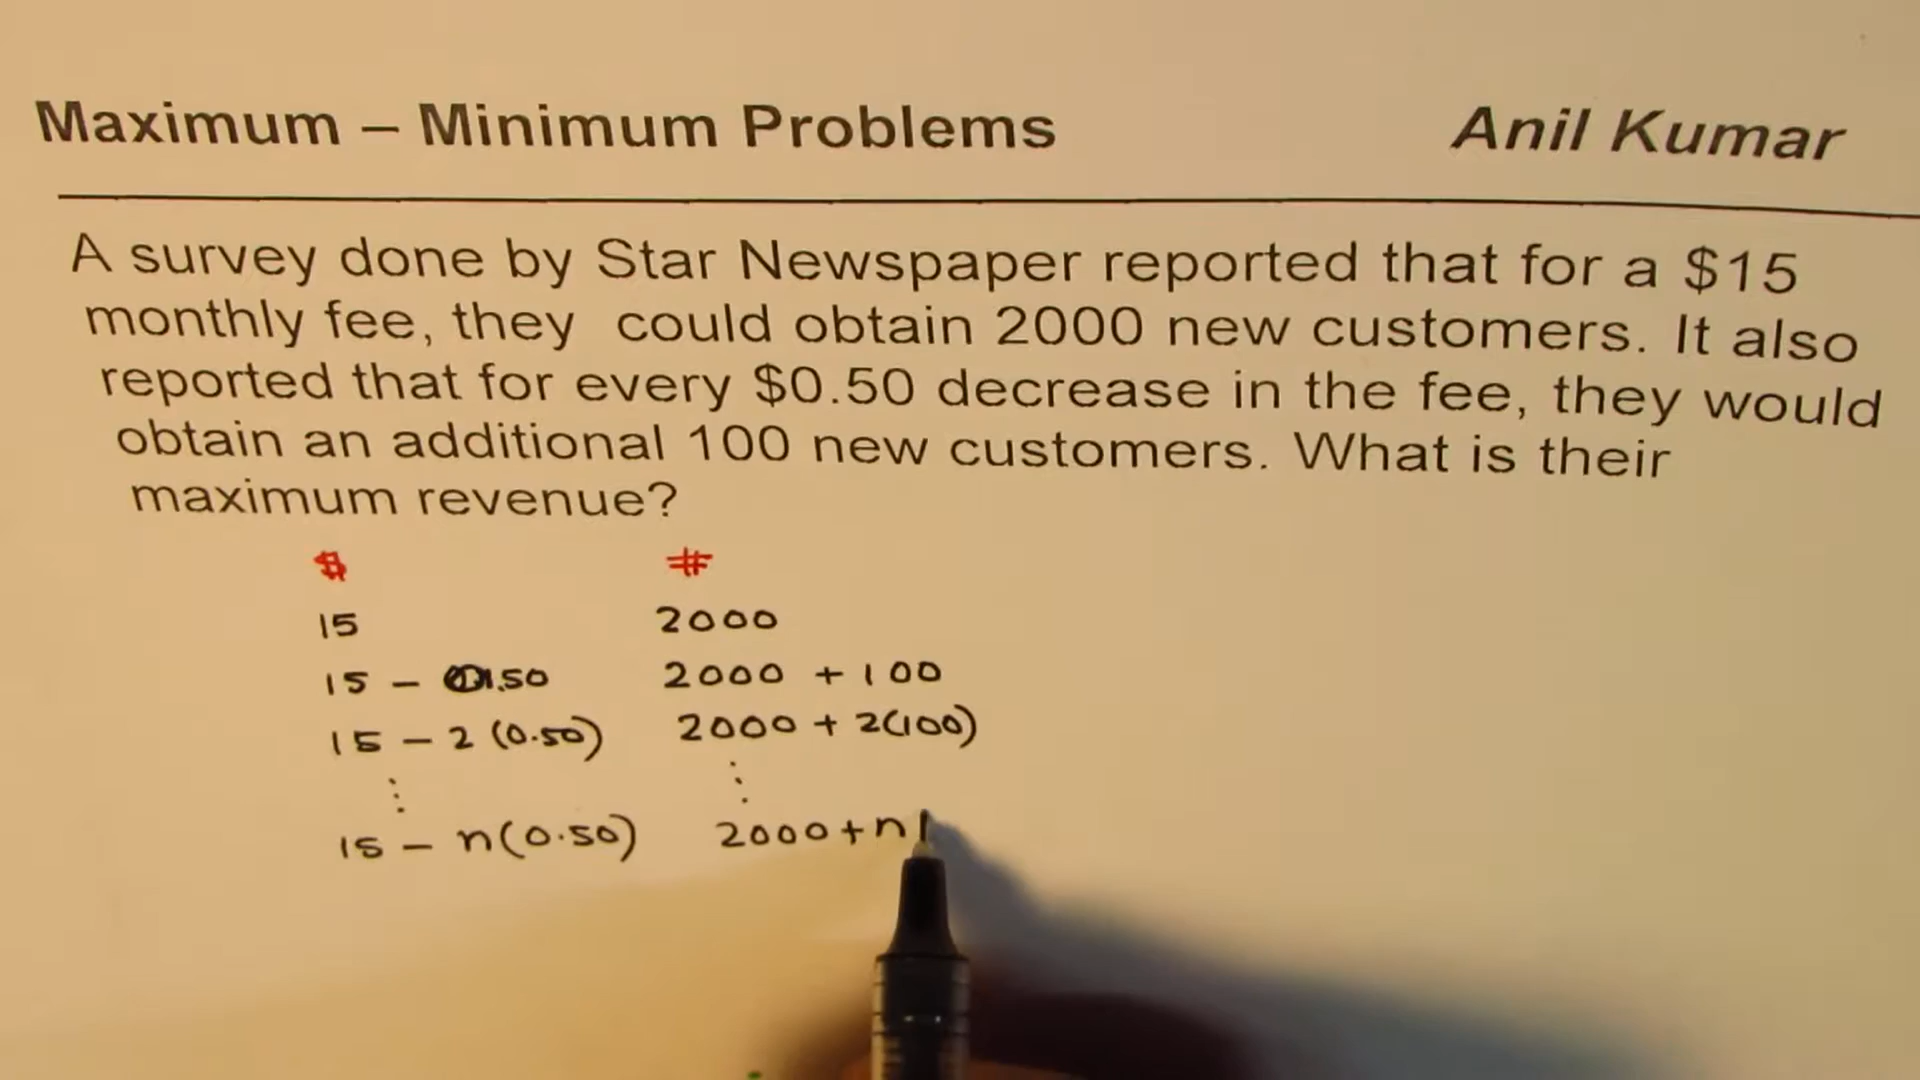 Maximum – Minimum Problems Anil Kumar
A survey done by Star Newspaper reported that for a $15
monthly fee, they could obtain 2000 new customers. It also
reported that for every $0.50 decrease in the fee, they would
obtain an additional 100 new customers. What is their
maximum revenue?
$ #
15 2000
15 - .50 2000 + 100
15 - 2 (0.50) 2000 + 2(100)
⋮ ⋮
15 - n(0.50) 2000 + n